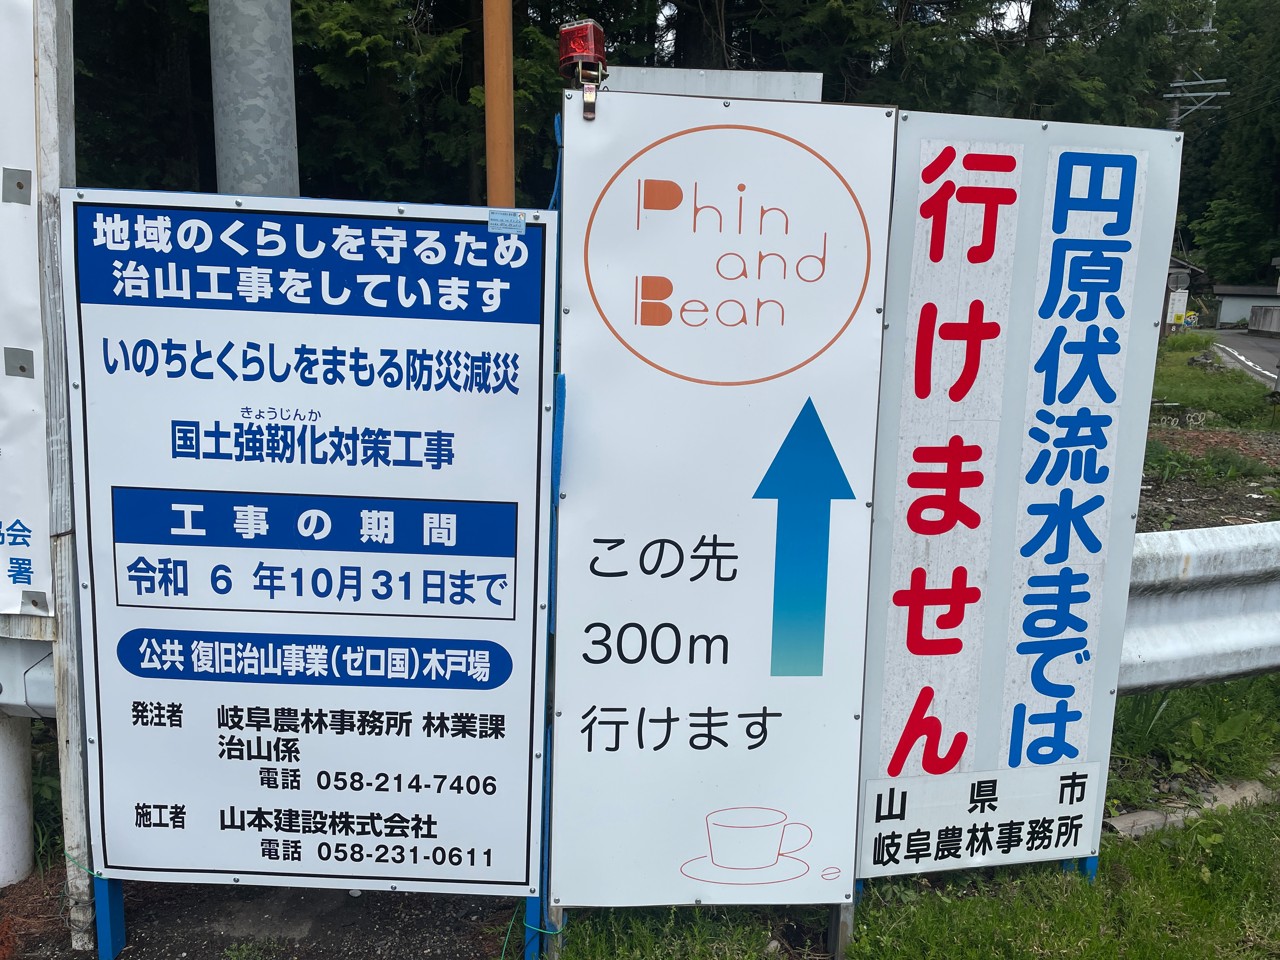 協会
署
地域のくらしを守るため
治山工事をしています
いのちとくらしをまもる防災減災
きょうじんか
国土強靭化対策工事
工事の期間
令和 6 年10月31日まで
公共 復旧治山事業(ゼロ国)木戸場
発注者 岐阜農林事務所 林業課
治山係
電話 058-214-7406
施工者 山本建設株式会社
電話 058-231-0611
Phin
and
Bean
この先
300m
行けます
円原伏流水までは
行けません
山県市
岐阜農林事務所